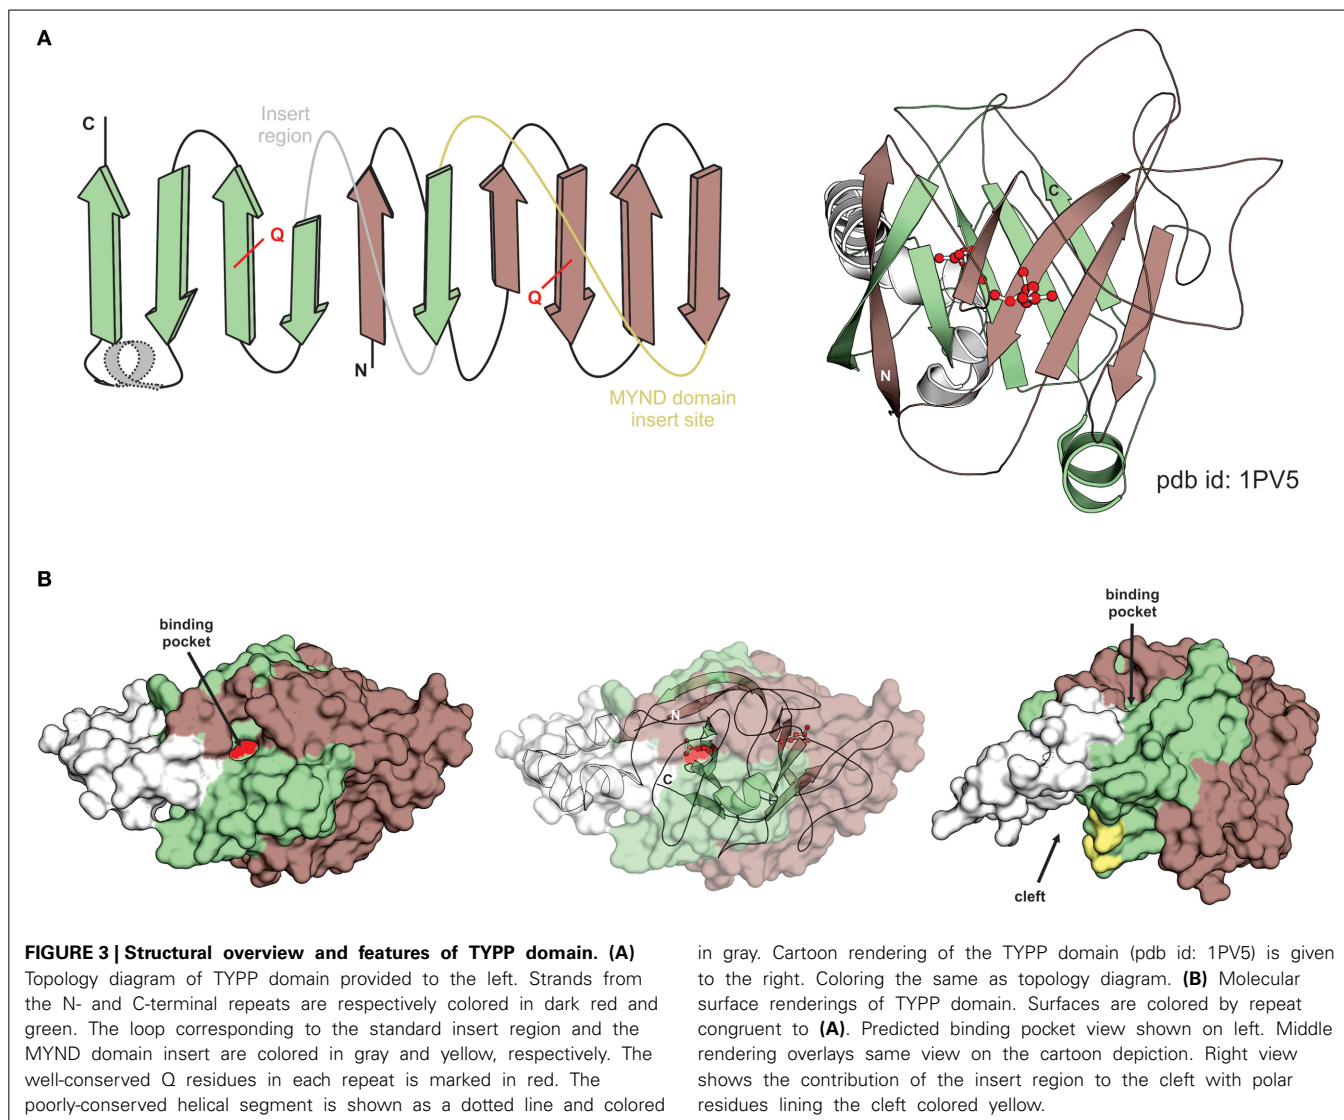 A
C
Insert
region
Q
Q
N
MYND domain
insert site
C
N
pdb id: 1PV5
B
binding
pocket
N
C
binding
pocket
cleft
FIGURE 3 | Structural overview and features of TYPP domain. (A)
Topology diagram of TYPP domain provided to the left. Strands from
the N- and C-terminal repeats are respectively colored in dark red and
green. The loop corresponding to the standard insert region and the
MYND domain insert are colored in gray and yellow, respectively. The
well-conserved Q residues in each repeat is marked in red. The
poorly-conserved helical segment is shown as a dotted line and colored
in gray. Cartoon rendering of the TYPP domain (pdb id: 1PV5) is given
to the right. Coloring the same as topology diagram. (B) Molecular
surface renderings of TYPP domain. Surfaces are colored by repeat
congruent to (A). Predicted binding pocket view shown on left. Middle
rendering overlays same view on the cartoon depiction. Right view
shows the contribution of the insert region to the cleft with polar
residues lining the cleft colored yellow.